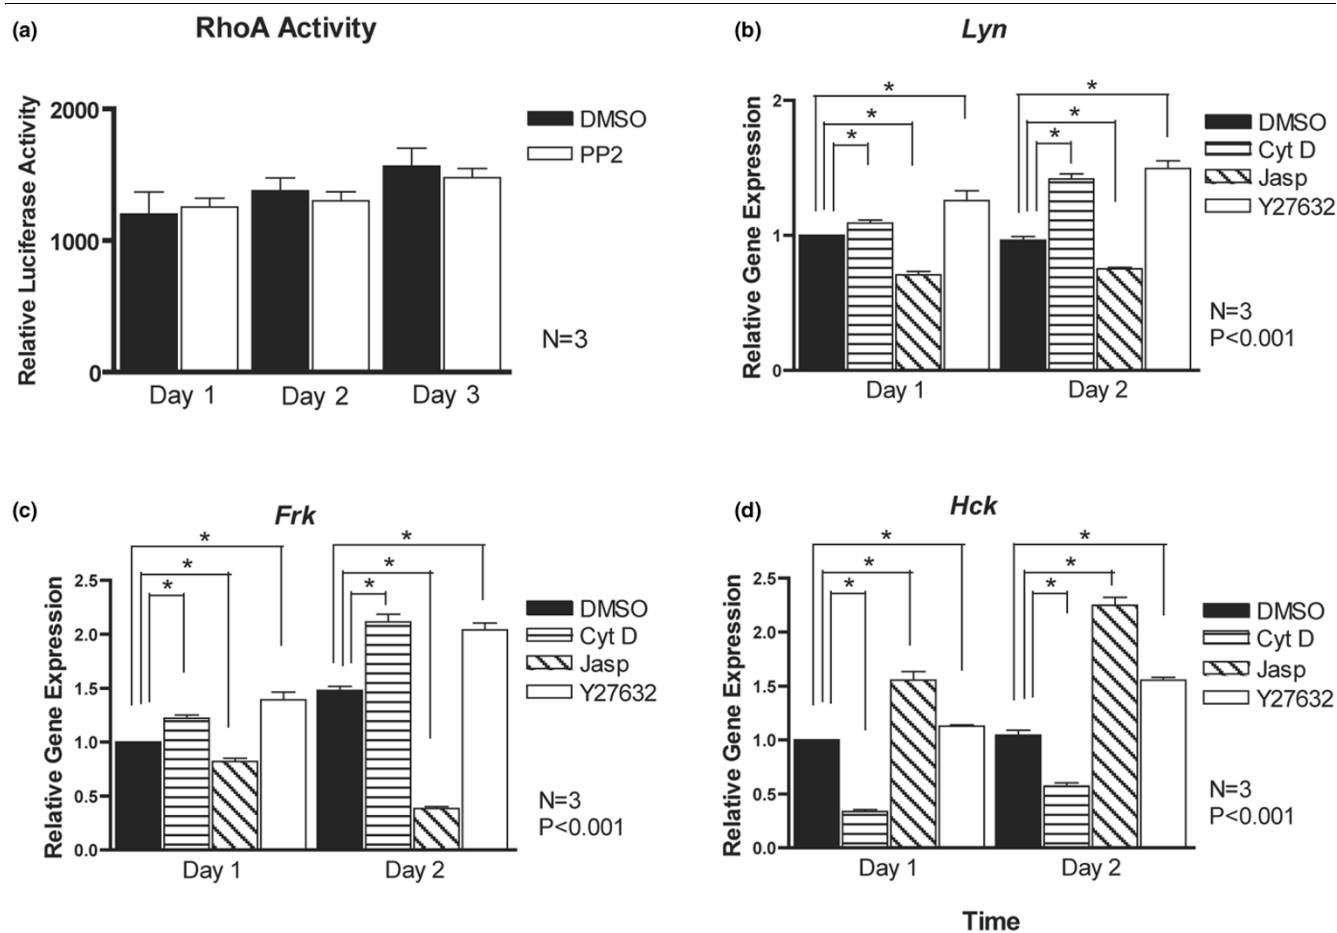 (a)
RhoA Activity
Relative Luciferase Activity
2000
1000
0
Day 1
Day 2
Day 3
DMSO
PP2
N=3
(b)
Lyn
Relative Gene Expression
2
1
0
* * *
* * *
Day 1
Day 2
DMSO
Cyt D
Jasp
Y27632
N=3
P<0.001
(c)
Frk
Relative Gene Expression
2.5
2.0
1.5
1.0
0.5
0.0
* * *
* * *
Day 1
Day 2
DMSO
Cyt D
Jasp
Y27632
N=3
P<0.001
(d)
Hck
Relative Gene Expression
2.5
2.0
1.5
1.0
0.5
0.0
* * *
* * *
Day 1
Day 2
DMSO
Cyt D
Jasp
Y27632
N=3
P<0.001
Time